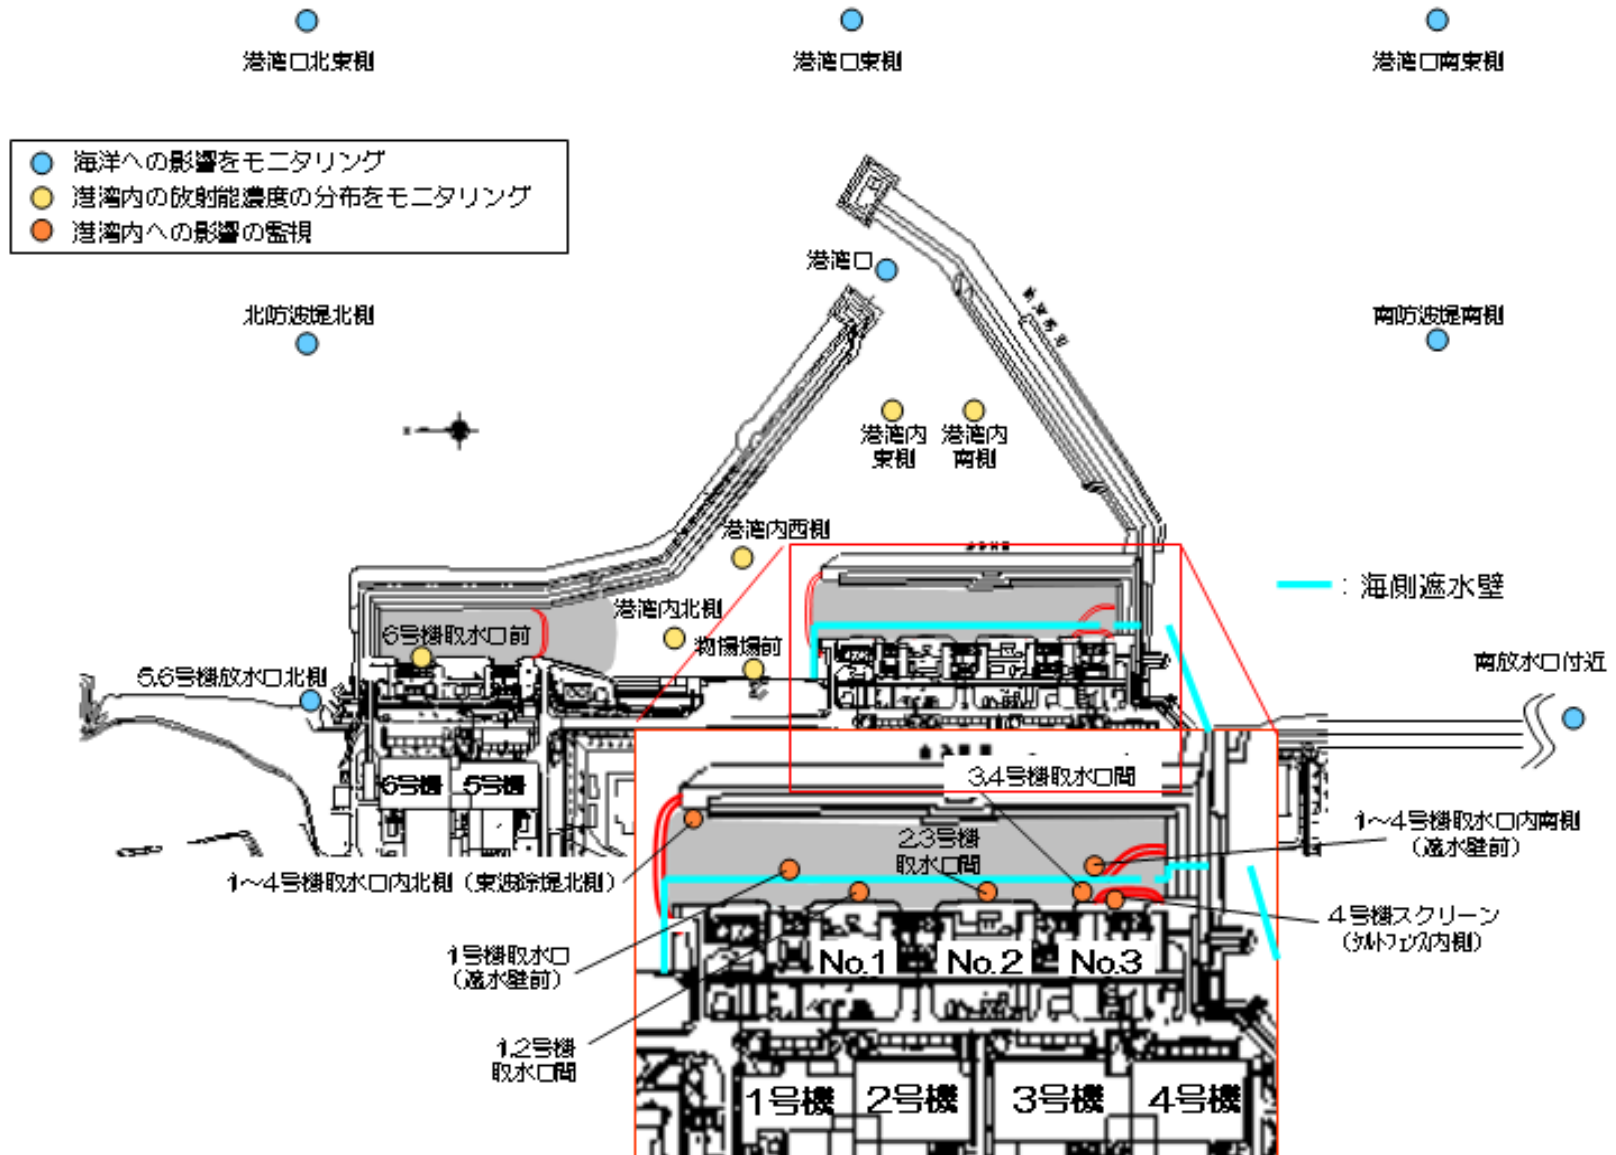 港湾口北東側
港湾口東側
港湾口南東側
海洋への影響をモニタリング
港湾内の放射能濃度の分布をモニタリング
港湾内への影響の監視
港湾口
北防波堤北側
南防波堤南側
港湾内
東側
港湾内
南側
港湾内西側
：海側遮水壁
港湾内北側
6号機取水口前
物揚場前
南放水口付近
5,6号機放水口北側
6号機
5号機
3,4号機取水口間
1～4号機取水口内南側
（遮水壁前）
2,3号機
取水口間
1～4号機取水口内北側（東波除堤北側）
4号機スクリーン
（シルトフェンス内側）
1号機取水口
（遮水壁前）
No.1
No.2
No.3
1,2号機
取水口間
1号機
2号機
3号機
4号機